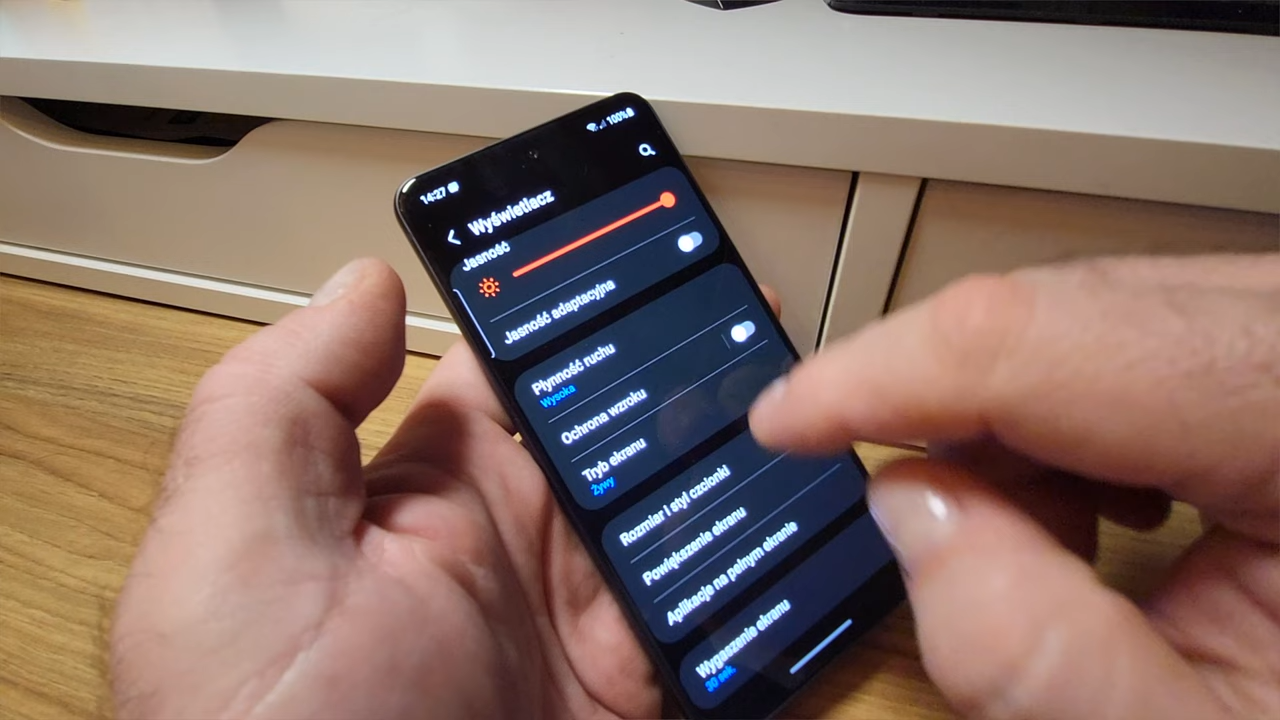 14:27
100%
Wyświetlacz
Jasność
Jasność adaptacyjna
Płynność ruchu
Wysoka
Ochrona wzroku
Tryb ekranu
Żywy
Rozmiar i styl czcionki
Powiększenie ekranu
Aplikacje na pełnym ekranie
Wygaszenie ekranu
30 sek.